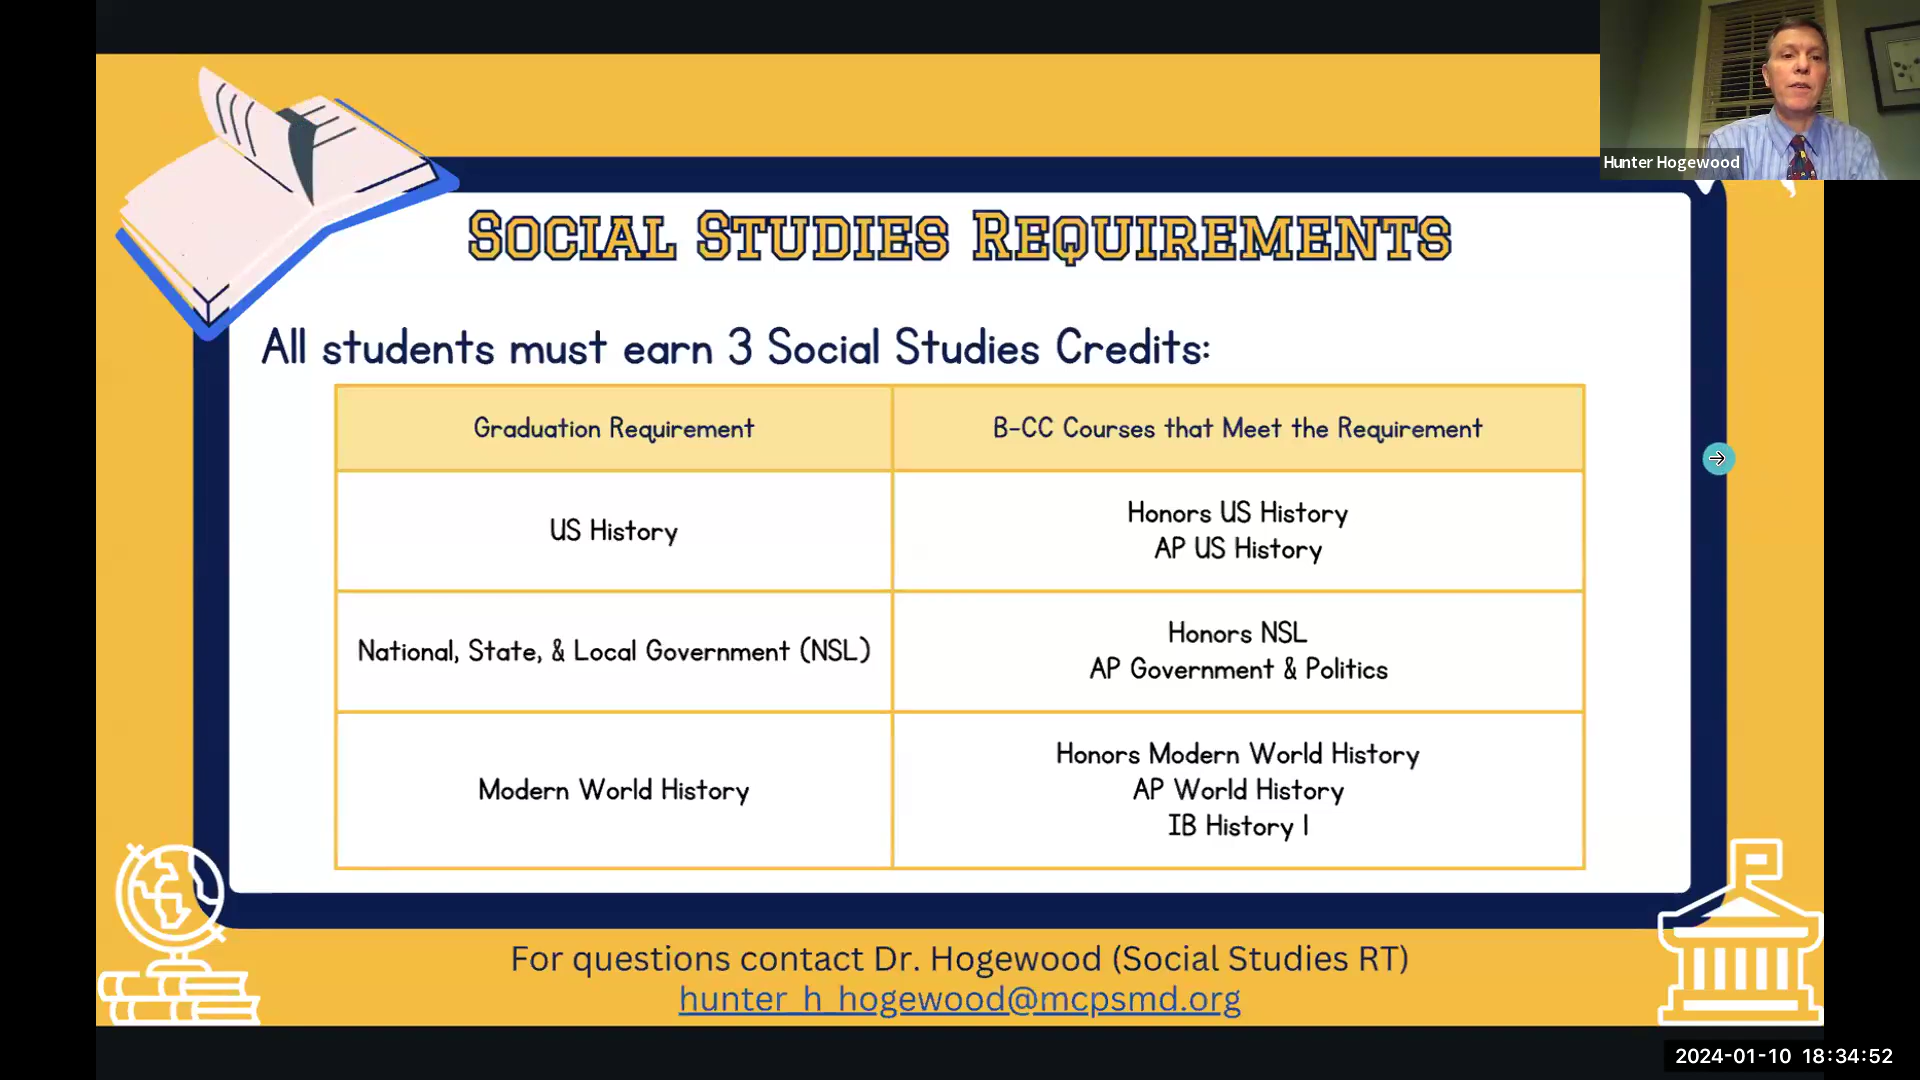 Hunter Hogewood
Social Studies Requirements
All students must earn 3 Social Studies Credits:
Graduation Requirement
B-CC Courses that Meet the Requirement
US History
Honors US History
AP US History
National, State, & Local Government (NSL)
Honors NSL
AP Government & Politics
Modern World History
Honors Modern World History
AP World History
IB History I
For questions contact Dr. Hogewood (Social Studies RT)
hunter_h_hogewood@mcpsmd.org
2024-01-10 18:34:52